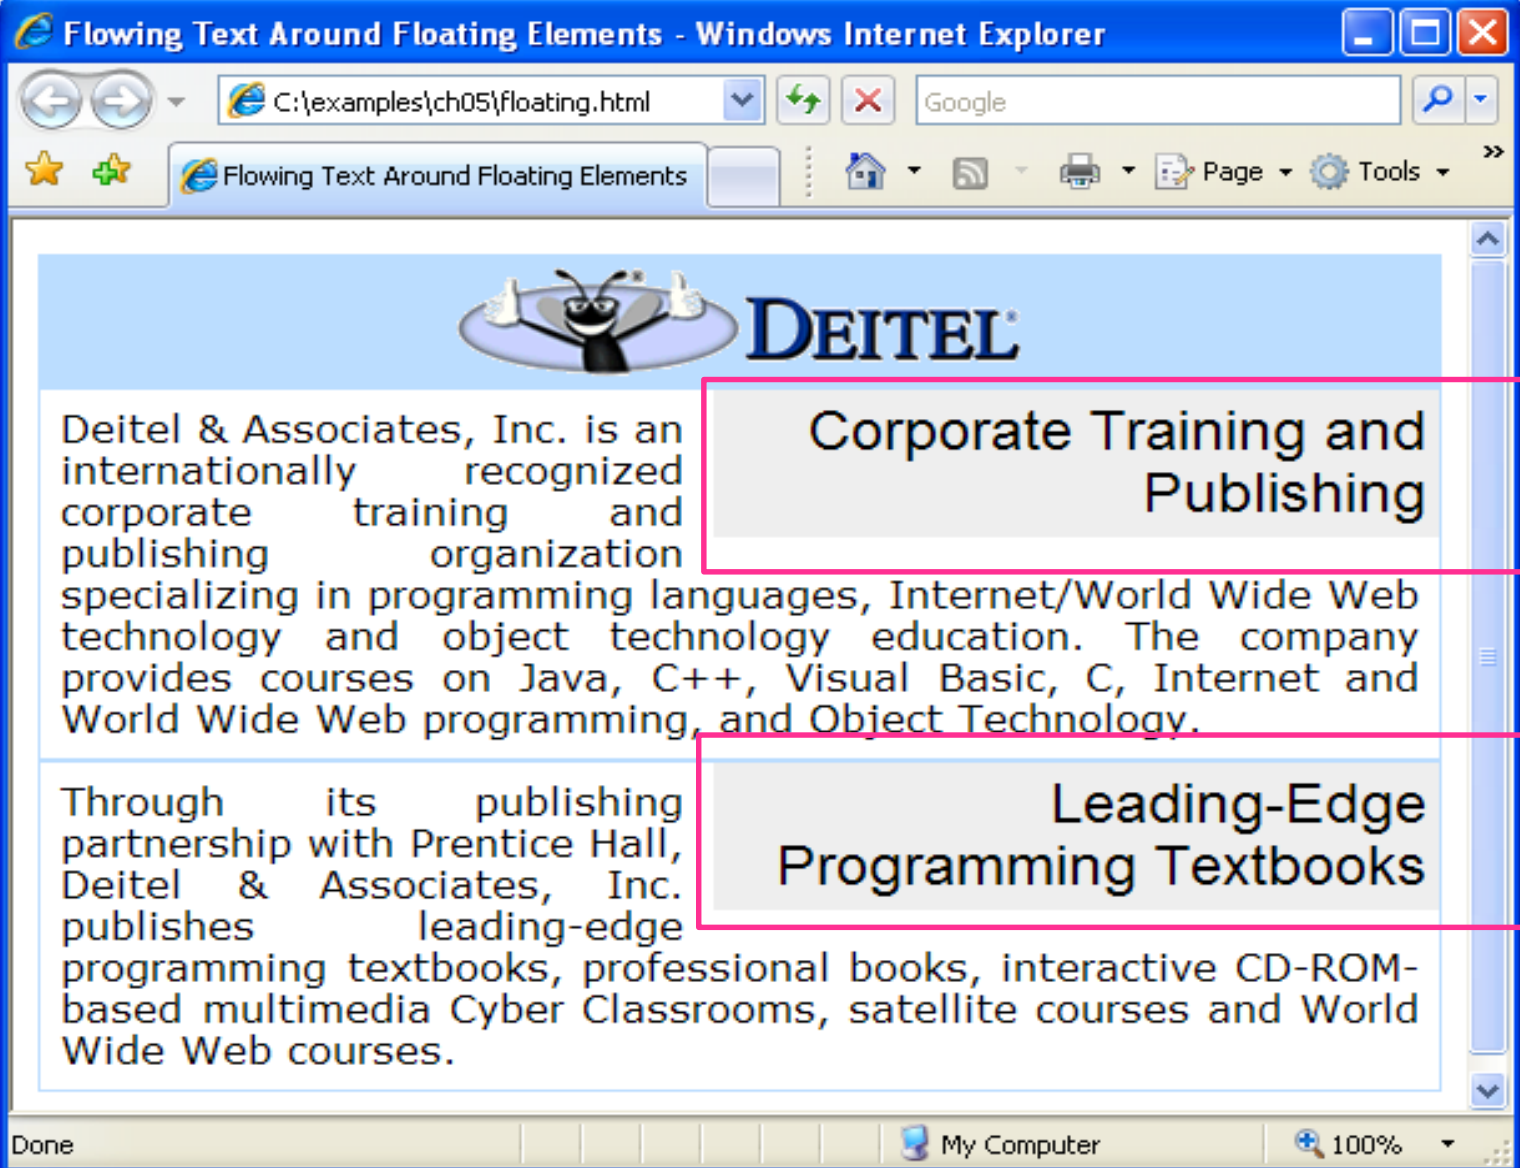 Flowing Text Around Floating Elements - Windows Internet Explorer
C:\examples\ch05\floating.html
Google
Flowing Text Around Floating Elements
Page
Tools
»
DEITEL®
Corporate Training and
Publishing
Deitel & Associates, Inc. is an
internationally recognized
corporate training and
publishing organization
specializing in programming languages, Internet/World Wide Web
technology and object technology education. The company
provides courses on Java, C++, Visual Basic, C, Internet and
World Wide Web programming, and Object Technology.
Leading-Edge
Programming Textbooks
Through its publishing
partnership with Prentice Hall,
Deitel & Associates, Inc.
publishes leading-edge
programming textbooks, professional books, interactive CD-ROM-
based multimedia Cyber Classrooms, satellite courses and World
Wide Web courses.
Done
My Computer
100%